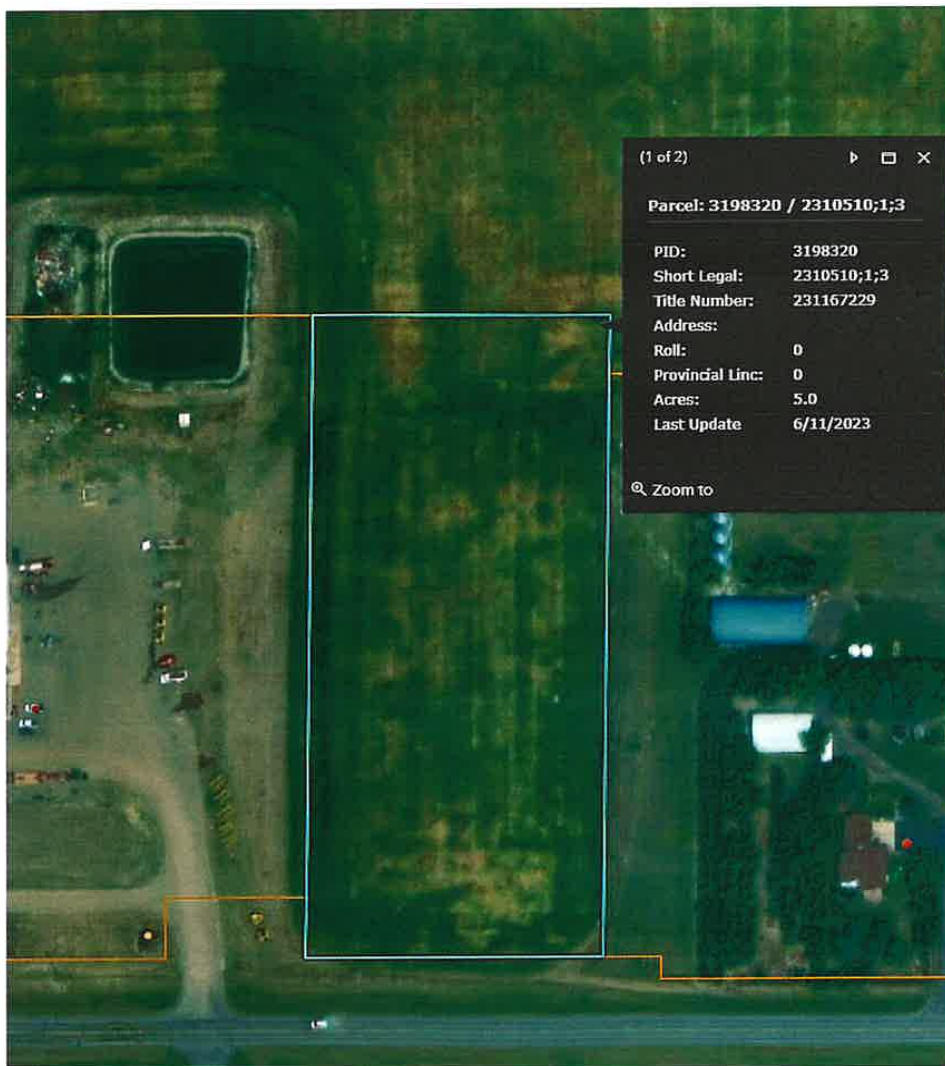 (1 of 2)
Parcel: 3198320 / 2310510;1;3
PID: 3198320
Short Legal: 2310510;1;3
Title Number: 231167229
Address:
Roll: 0
Provincial Linc: 0
Acres: 5.0
Last Update 6/11/2023
Zoom to